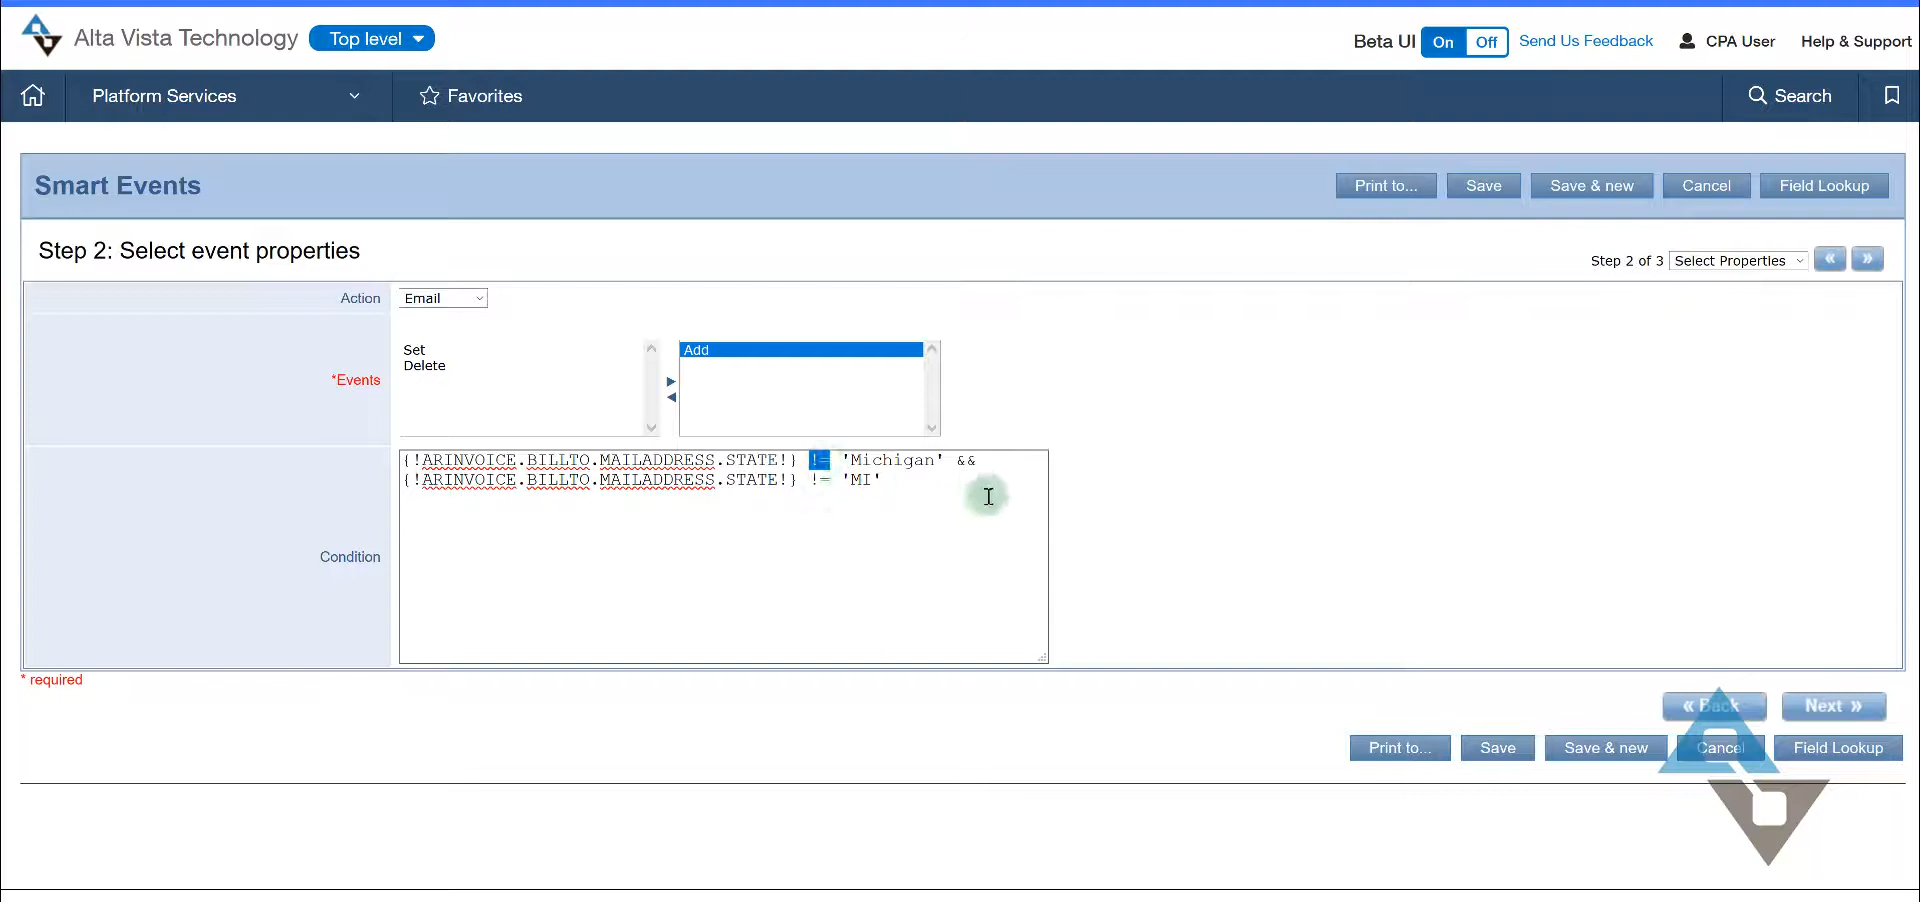 Alta Vista Technology Top level
Beta UI On Off Send Us Feedback CPA User Help & Support
Platform Services Favorites Search
Smart Events Print to... Save Save & new Cancel Field Lookup
Step 2: Select event properties
Step 2 of 3 Select Properties « »
Action Email
Set
Delete
Add
*Events
{!ARINVOICE.BILLTO.MAILADDRESS.STATE!} != 'Michigan' &&
{!ARINVOICE.BILLTO.MAILADDRESS.STATE!} != 'MI'
Condition
* required
« Back Next »
Print to... Save Save & new Cancel Field Lookup